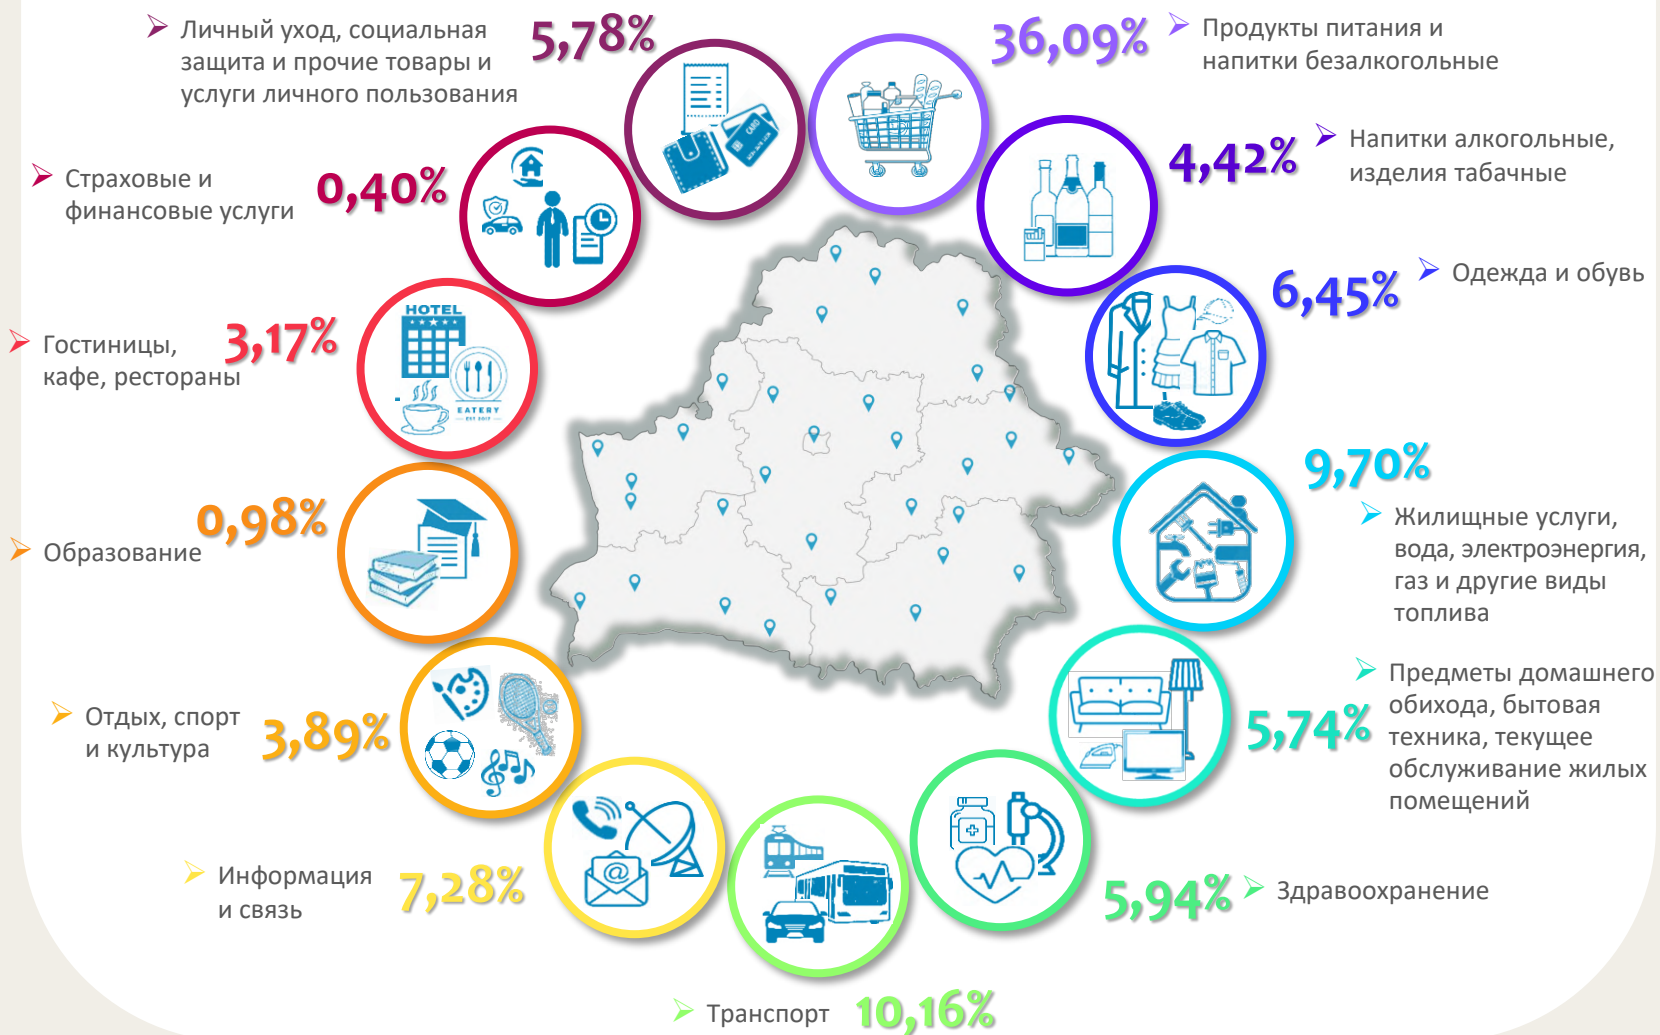 Личный уход, социальная
защита и прочие товары и
услуги личного пользования
5,78%
36,09%
Продукты питания и
напитки безалкогольные
CARD
4,42%
Напитки алкогольные,
изделия табачные
Страховые и
финансовые услуги
0,40%
6,45%
Одежда и обувь
Гостиницы,
кафе, рестораны
3,17%
HOTEL
EATERY
9,70%
Жилищные услуги,
вода, электроэнергия,
газ и другие виды
топлива
Образование
0,98%
5,74%
Предметы домашнего
обихода, бытовая
техника, текущее
обслуживание жилых
помещений
Отдых, спорт
и культура
3,89%
Информация
и связь
7,28%
@
5,94%
Здравоохранение
Транспорт
10,16%